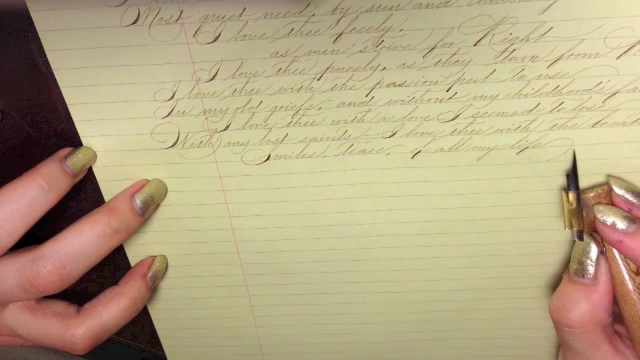 Most quiet need, by sun and
I love thee freely,
as men strive for Right
I love thee purely, as they turn from
I love thee with the passion put to use
In my old griefs, and without my childhood's
I love thee with a love I seemed to lose
With my lost saints — I love thee with the
Smiles, tears, of all my life